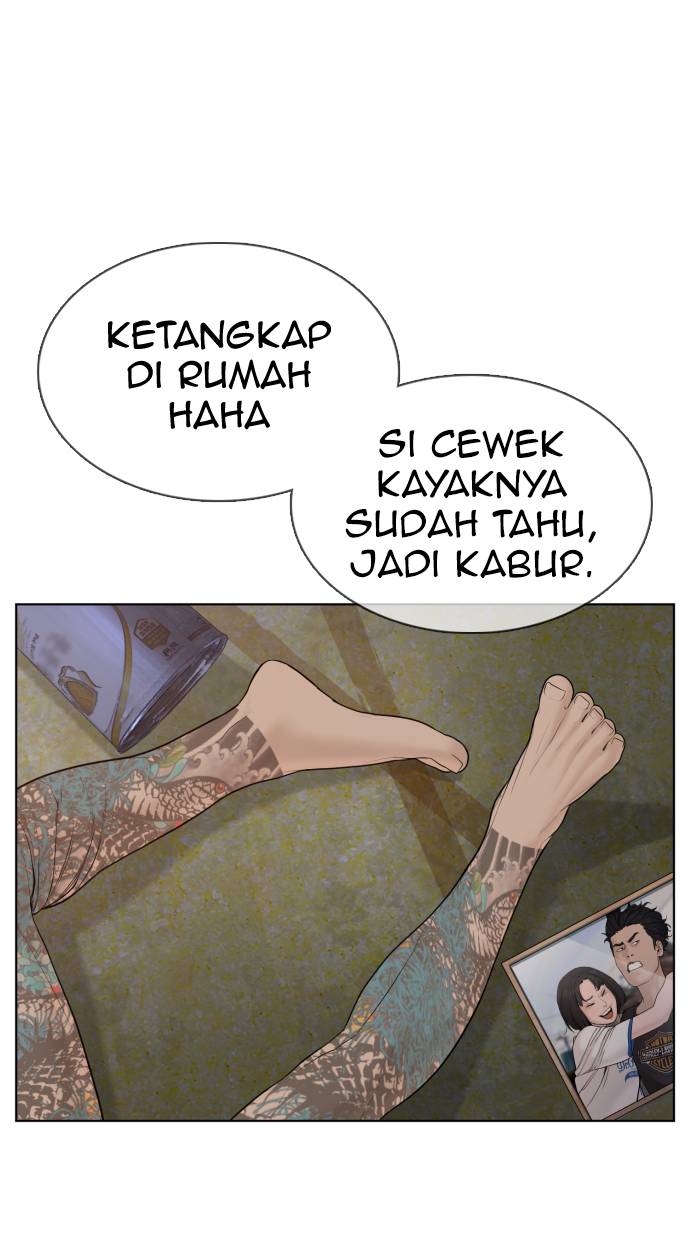 KETANGKAP
DI RUMAH
HAHA
SI CEWEK
KAYAKNYA
SUDAH TAHU,
JADI KABUR.